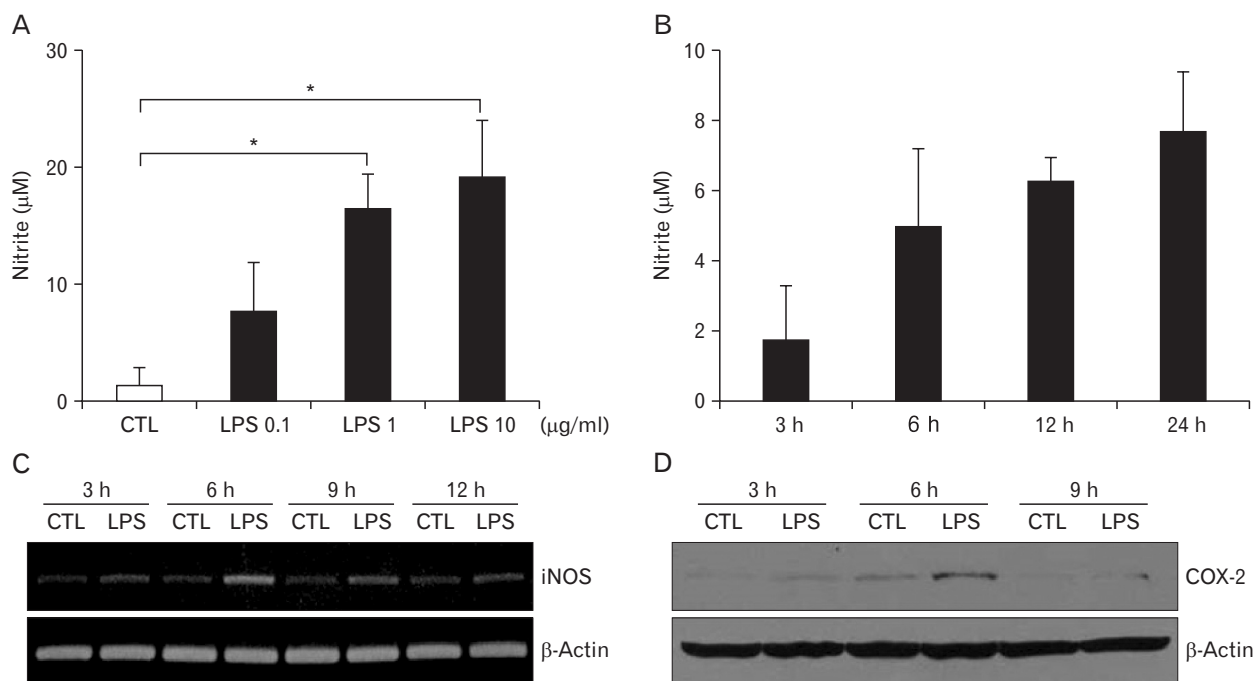 A
30
20
10
0
Nitrite (μM)
*
*
CTL LPS 0.1 LPS 1 LPS 10 (μg/ml)
B
10
8
6
4
2
0
Nitrite (μM)
3 h 6 h 12 h 24 h
C
3 h 6 h 9 h 12 h
CTL LPS CTL LPS CTL LPS CTL LPS
iNOS
β-Actin
D
3 h 6 h 9 h
CTL LPS CTL LPS CTL LPS
COX-2
β-Actin